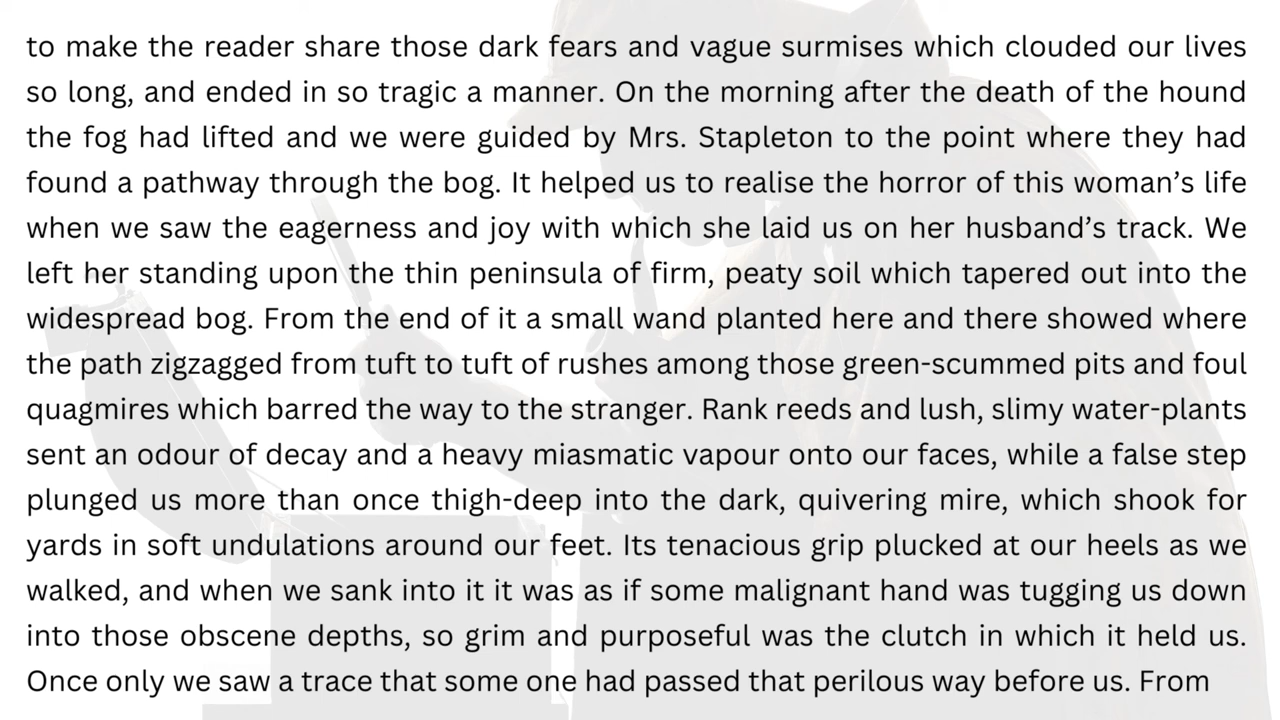 to make the reader share those dark fears and vague surmises which clouded our lives
so long, and ended in so tragic a manner. On the morning after the death of the hound
the fog had lifted and we were guided by Mrs. Stapleton to the point where they had
found a pathway through the bog. It helped us to realise the horror of this woman’s life
when we saw the eagerness and joy with which she laid us on her husband’s track. We
left her standing upon the thin peninsula of firm, peaty soil which tapered out into the
widespread bog. From the end of it a small wand planted here and there showed where
the path zigzagged from tuft to tuft of rushes among those green-scummed pits and foul
quagmires which barred the way to the stranger. Rank reeds and lush, slimy water-plants
sent an odour of decay and a heavy miasmatic vapour onto our faces, while a false step
plunged us more than once thigh-deep into the dark, quivering mire, which shook for
yards in soft undulations around our feet. Its tenacious grip plucked at our heels as we
walked, and when we sank into it it was as if some malignant hand was tugging us down
into those obscene depths, so grim and purposeful was the clutch in which it held us.
Once only we saw a trace that some one had passed that perilous way before us. From